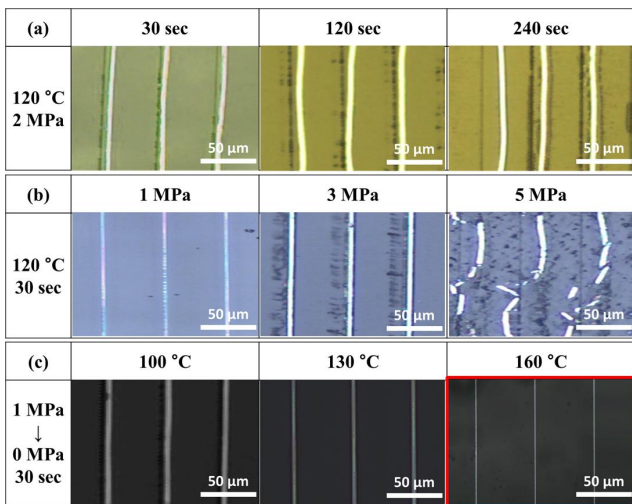 (a) 30 sec 120 sec 240 sec
120 °C
2 MPa
50 μm 50 μm 50 μm
(b) 1 MPa 3 MPa 5 MPa
120 °C
30 sec
50 μm 50 μm 50 μm
(c) 100 °C 130 °C 160 °C
1 MPa
↓
0 MPa
30 sec
50 μm 50 μm 50 μm